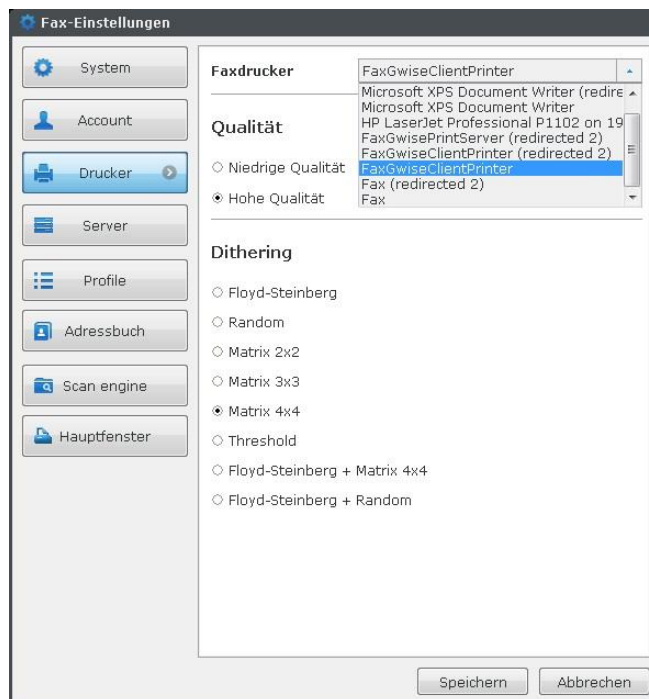 Fax-Einstellungen
System
Account
Drucker
Server
Profile
Adressbuch
Scan engine
Hauptfenster
Faxdrucker
FaxGwiseClientPrinter
Microsoft XPS Document Writer (redire
Microsoft XPS Document Writer
HP LaserJet Professional P1102 on 19
FaxGwisePrintServer (redirected 2)
FaxGwiseClientPrinter (redirected 2)
FaxGwiseClientPrinter
Fax (redirected 2)
Fax
Qualität
Niedrige Qualität
Hohe Qualität
Dithering
Floyd-Steinberg
Random
Matrix 2x2
Matrix 3x3
Matrix 4x4
Threshold
Floyd-Steinberg + Matrix 4x4
Floyd-Steinberg + Random
Speichern
Abbrechen